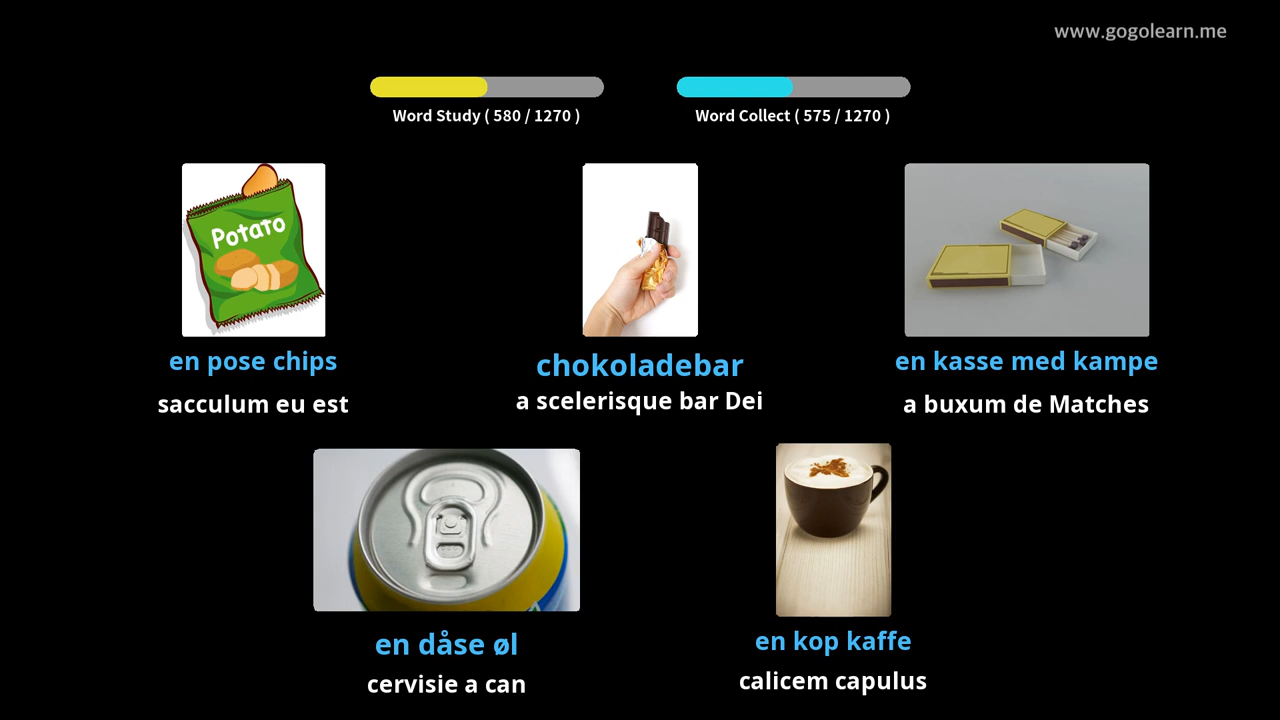 www.gogolearn.me
Word Study ( 580 / 1270 )
Word Collect ( 575 / 1270 )
Potato
en pose chips
chokoladebar
en kasse med kampe
sacculum eu est
a scelerisque bar Dei
a buxum de Matches
en dåse øl
en kop kaffe
cervisie a can
calicem capulus